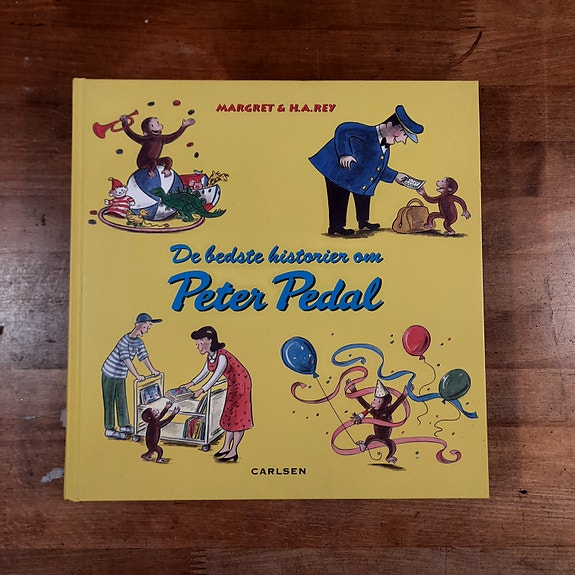 MARGRET & H.A.REY
De bedste historier om
Peter Pedal
CARLSEN